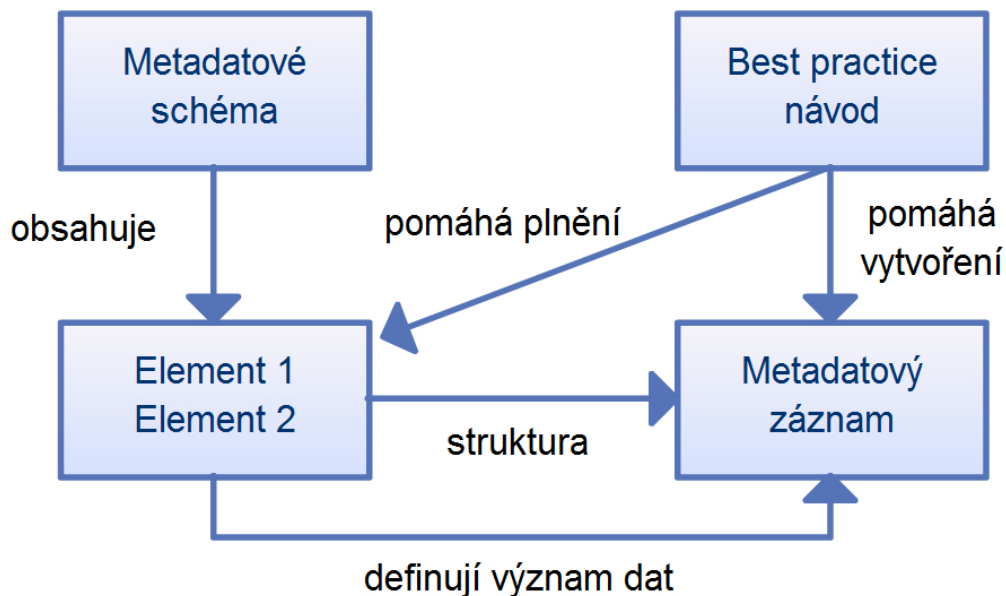 Metadatové
schéma
Best practice
návod
obsahuje
pomáhá plnění
pomáhá
vytvoření
Element 1
Element 2
struktura
Metadatový
záznam
definují význam dat